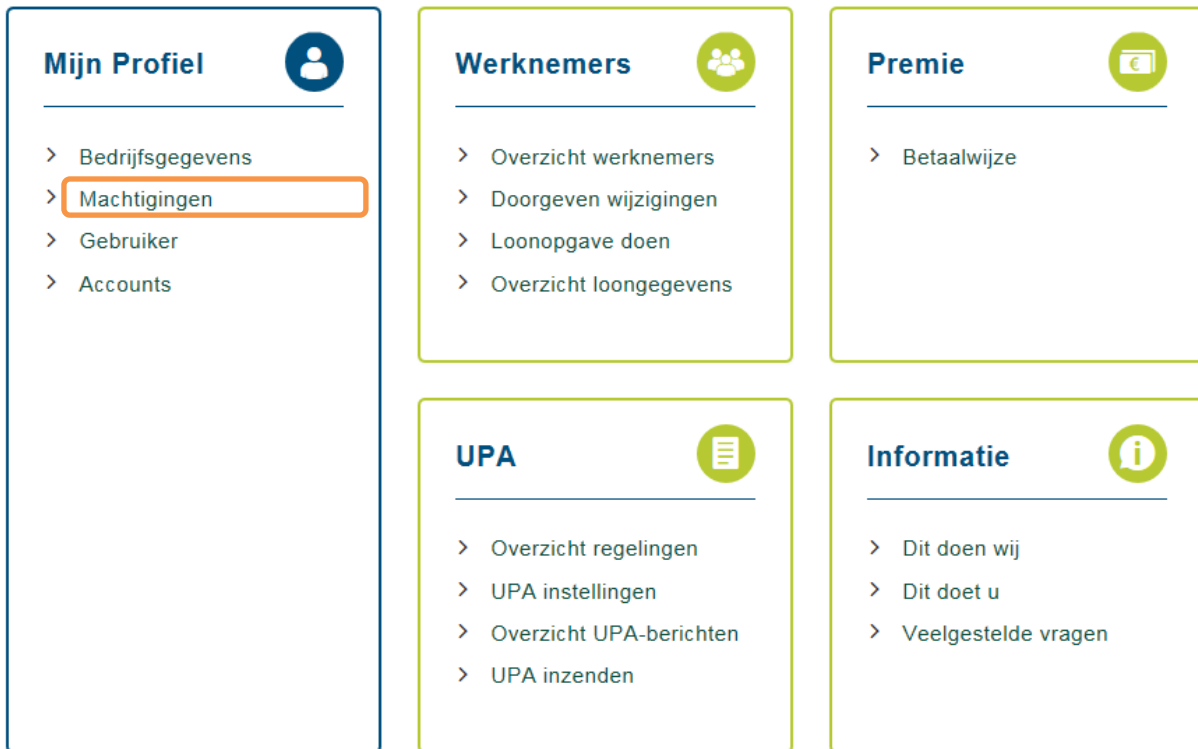 Mijn Profiel
Bedrijfsgegevens
Machtigingen
Gebruiker
Accounts
Werknemers
Overzicht werknemers
Doorgeven wijzigingen
Loonopgave doen
Overzicht loongegevens
Premie
€
Betaalwijze
UPA
Overzicht regelingen
UPA instellingen
Overzicht UPA-berichten
UPA inzenden
Informatie
i
Dit doen wij
Dit doet u
Veelgestelde vragen